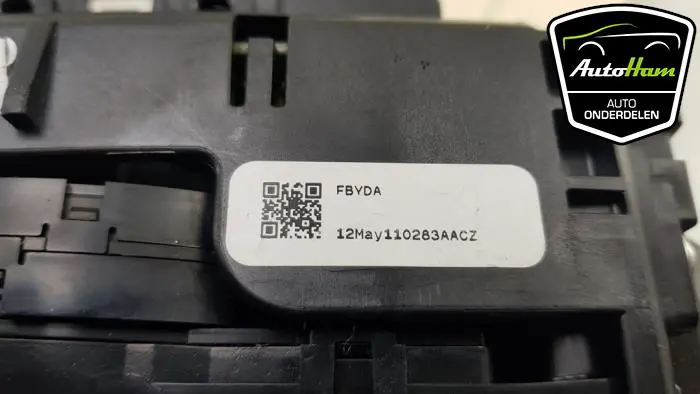 AutoHam
AUTO
ONDERDELEN
FBYDA
12May110283AACZ